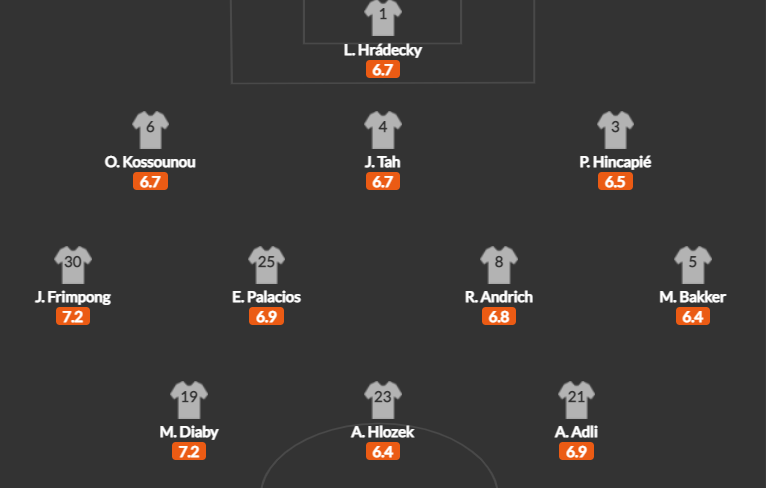 1
L. Hrádecky
6.7
6 4 3
O. Kossounou J. Tah P. Hincapié
6.7 6.7 6.5
30 25 8 5
J. Frimpong E. Palacios R. Andrich M. Bakker
7.2 6.9 6.8 6.4
19 23 21
M. Diaby A. Hlozek A. Adli
7.2 6.4 6.9